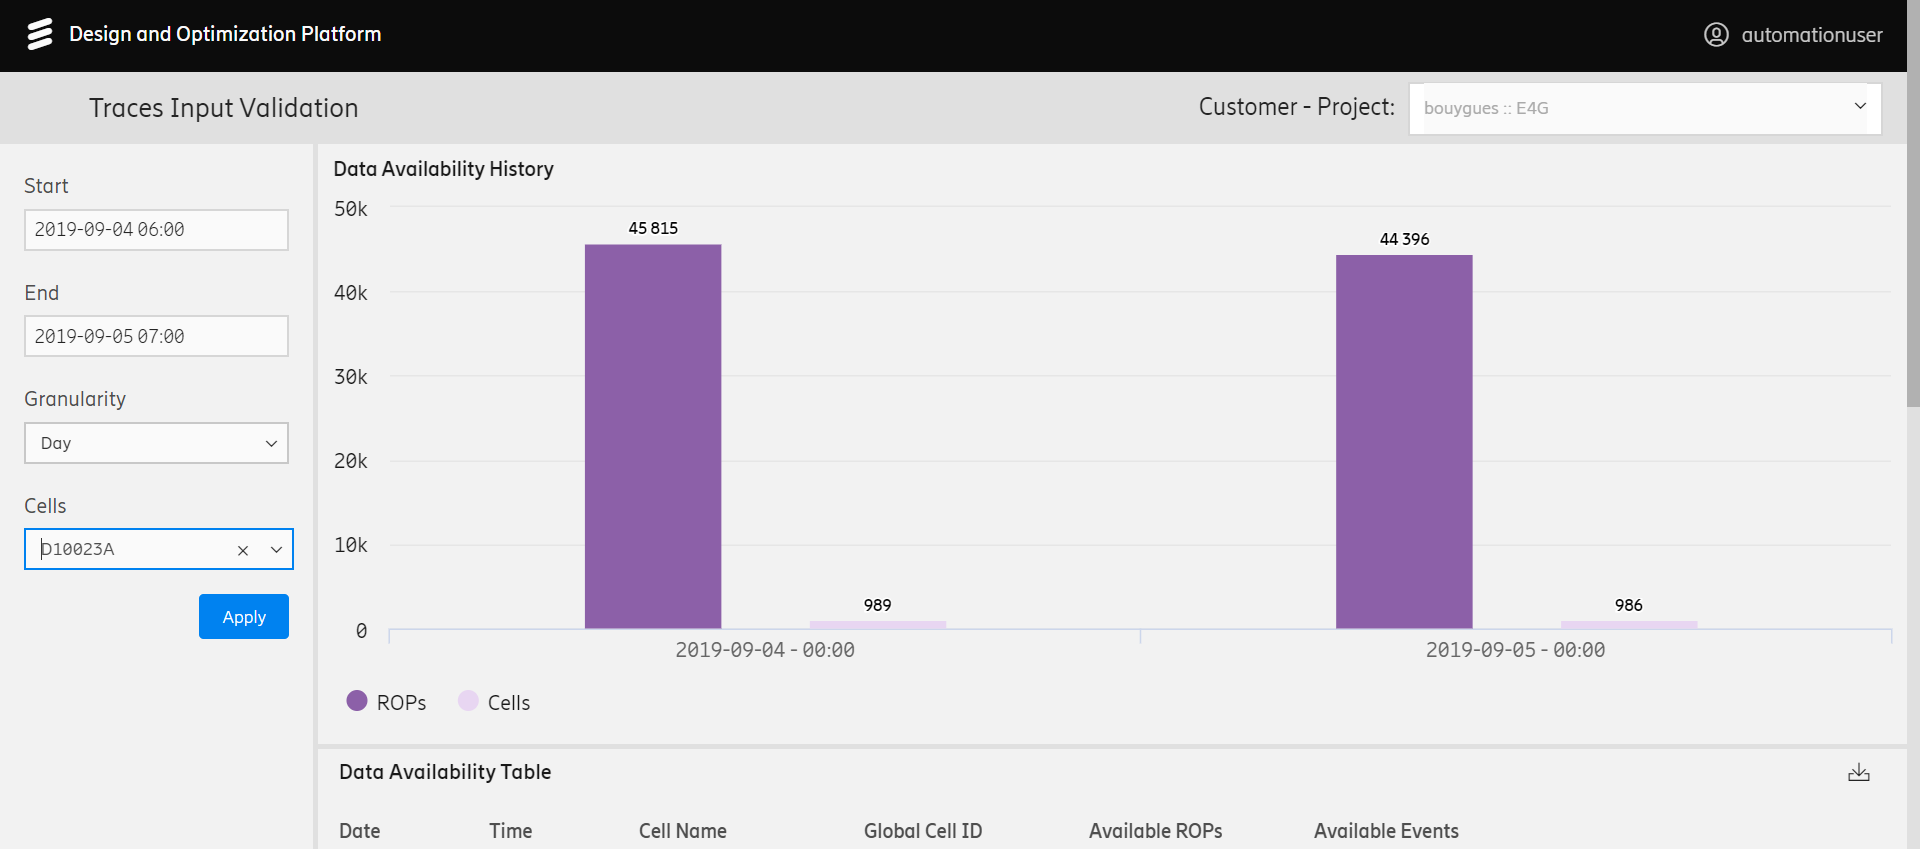 Design and Optimization Platform
automationuser
Traces Input Validation
Customer - Project:
bouygues :: E4G
Start
2019-09-04 06:00
End
2019-09-05 07:00
Granularity
Day
Cells
D10023A
Apply
Data Availability History
50k
40k
30k
20k
10k
0
45 815
989
44 396
986
2019-09-04 - 00:00
2019-09-05 - 00:00
ROPs
Cells
Data Availability Table
Date Time Cell Name Global Cell ID Available ROPs Available Events